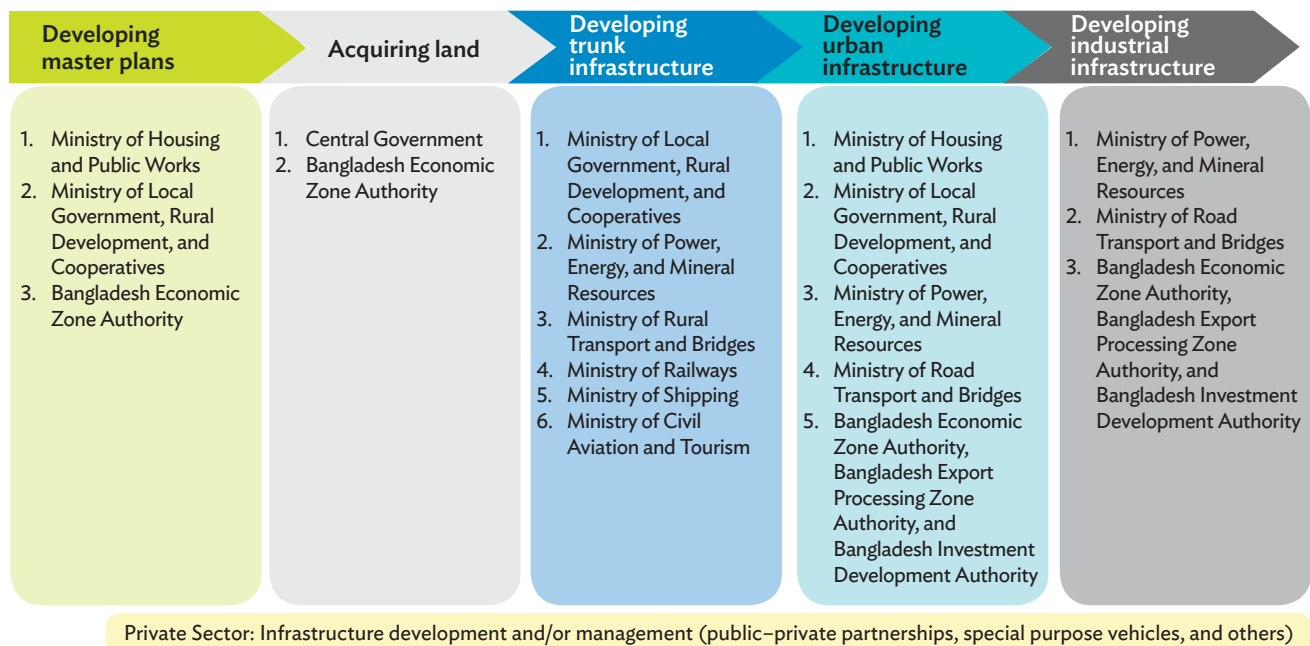 Developing
master plans
Acquiring land
Developing
trunk
infrastructure
Developing
urban
infrastructure
Developing
industrial
infrastructure
1. Ministry of Housing
and Public Works
2. Ministry of Local
Government, Rural
Development, and
Cooperatives
3. Bangladesh Economic
Zone Authority
1. Central Government
2. Bangladesh Economic
Zone Authority
1. Ministry of Local
Government, Rural
Development, and
Cooperatives
2. Ministry of Power,
Energy, and Mineral
Resources
3. Ministry of Rural
Transport and Bridges
4. Ministry of Railways
5. Ministry of Shipping
6. Ministry of Civil
Aviation and Tourism
1. Ministry of Housing
and Public Works
2. Ministry of Local
Government, Rural
Development, and
Cooperatives
3. Ministry of Power,
Energy, and Mineral
Resources
4. Ministry of Road
Transport and Bridges
5. Bangladesh Economic
Zone Authority,
Bangladesh Export
Processing Zone
Authority, and
Bangladesh Investment
Development Authority
1. Ministry of Power,
Energy, and Mineral
Resources
2. Ministry of Road
Transport and Bridges
3. Bangladesh Economic
Zone Authority,
Bangladesh Export
Processing Zone
Authority, and
Bangladesh Investment
Development Authority
Private Sector: Infrastructure development and/or management (public–private partnerships, special purpose vehicles, and others)